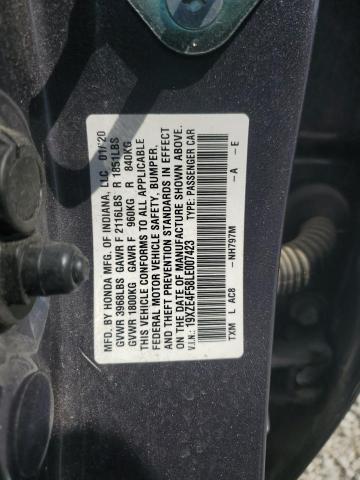 MFD. BY HONDA MFG. OF INDIANA, LLC 01/20
GVWR 3968LBS GAWR F 2116LBS R 1851LBS
GVWR 1800KG GAWR F 960KG R 840KG
THIS VEHICLE CONFORMS TO ALL APPLICABLE
FEDERAL MOTOR VEHICLE SAFETY, BUMPER,
AND THEFT PREVENTION STANDARDS IN EFFECT
ON THE DATE OF MANUFACTURE SHOWN ABOVE.
V.I.N.: 19XZE4F58LE007423 TYPE: PASSENGER CAR
TXM L AC8 -NH797M -A -E